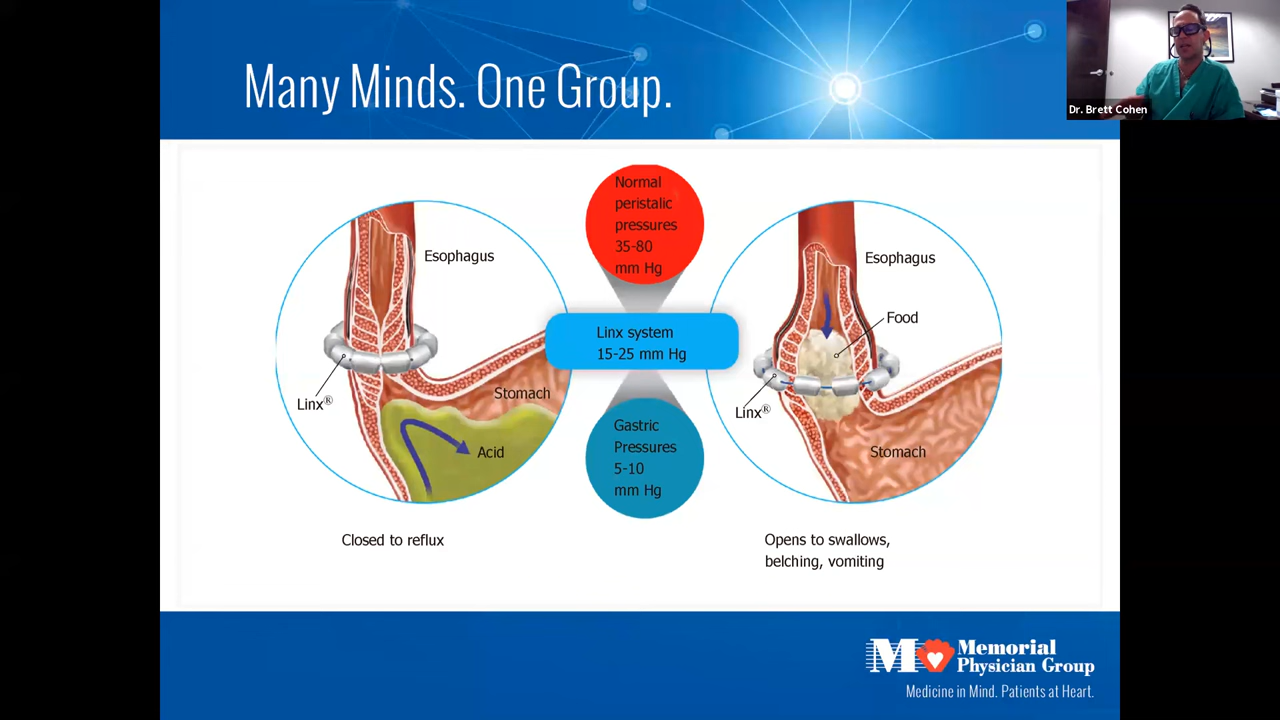 Many Minds. One Group.
Dr. Brett Cohen
Normal
peristalic
pressures
35-80
mm Hg
Esophagus
Linx®
Stomach
Acid
Closed to reflux
Linx system
15-25 mm Hg
Gastric
Pressures
5-10
mm Hg
Esophagus
Food
Linx®
Stomach
Opens to swallows,
belching, vomiting
M
Memorial
Physician Group
Medicine in Mind. Patients at Heart.